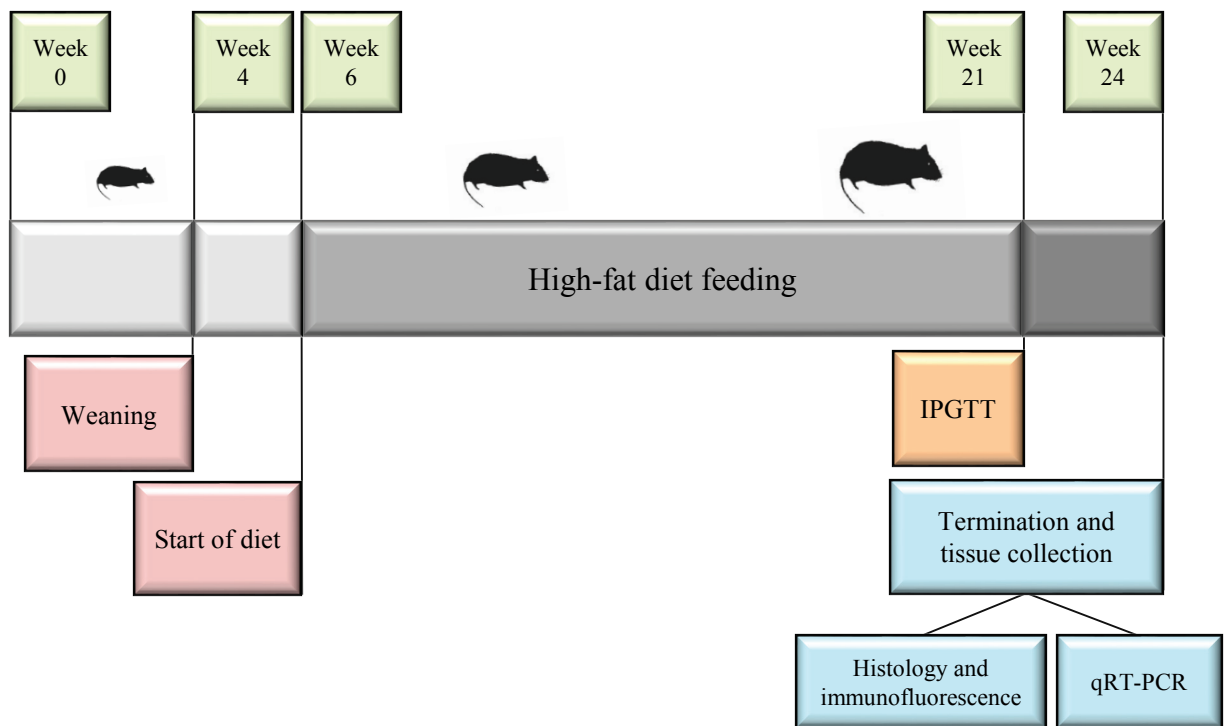 Week
0
Week
4
Week
6
Week
21
Week
24
High-fat diet feeding
Weaning
IPGTT
Start of diet
Termination and
tissue collection
Histology and
immunofluorescence
qRT-PCR